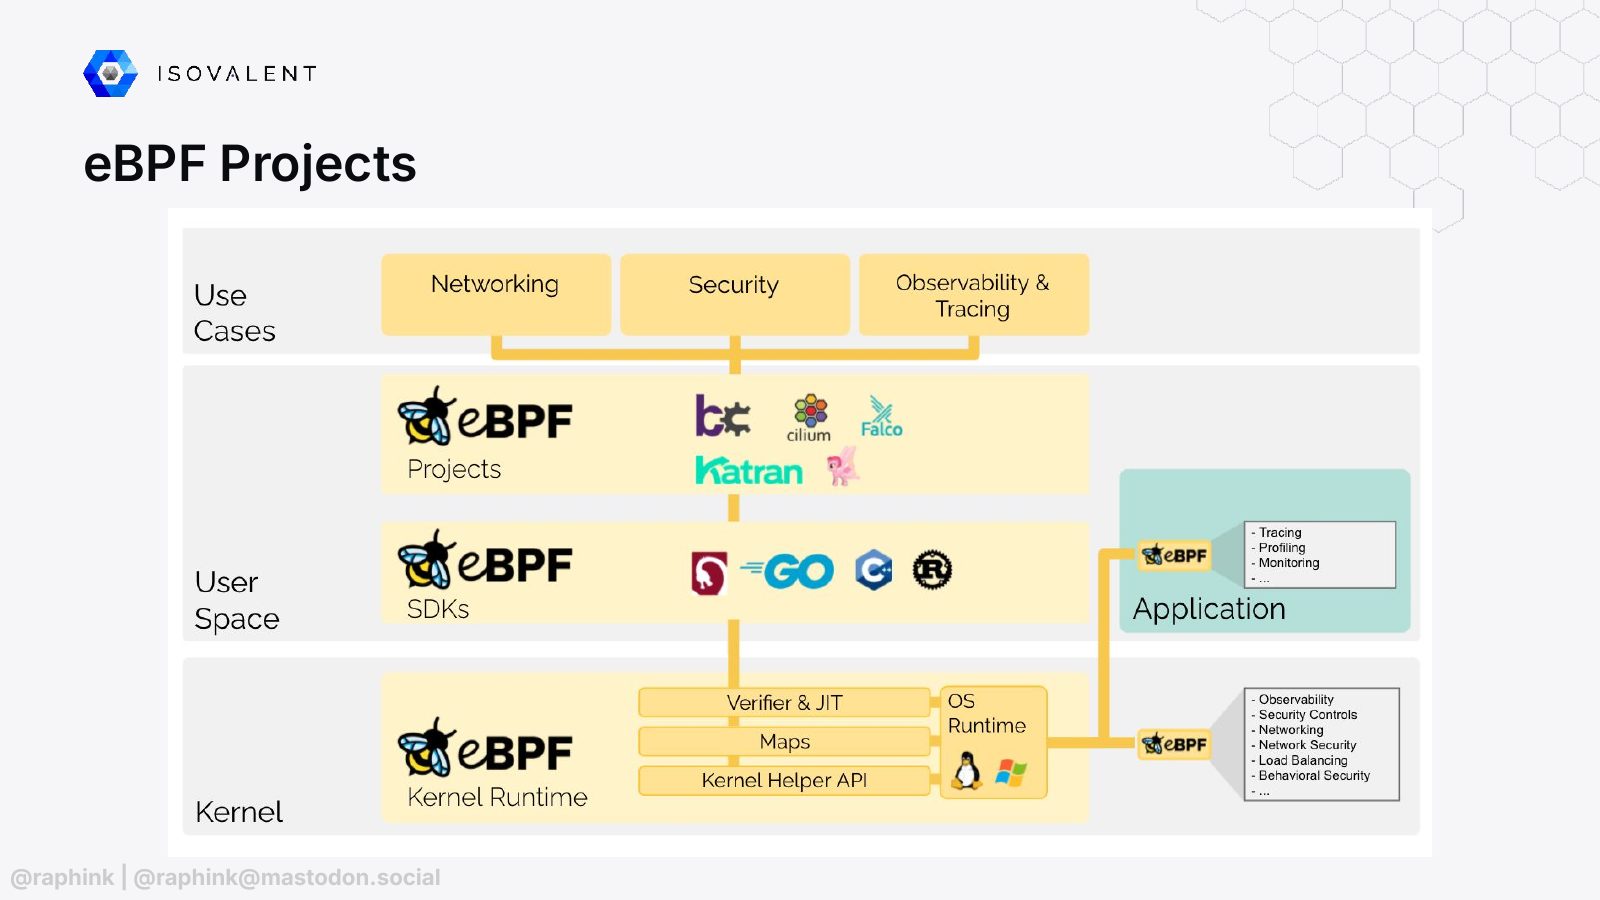 ISOVALENT
eBPF Projects
Use
Cases
Networking
Security
Observability &
Tracing
eBPF
Projects
bc
cilium
Falco
Katran
User
Space
eBPF
SDKs
GO
C
R
eBPF
- Tracing
- Profiling
- Monitoring
- ...
Application
Kernel
eBPF
Kernel Runtime
Verifier & JIT
Maps
Kernel Helper API
OS
Runtime
eBPF
- Observability
- Security Controls
- Networking
- Network Security
- Load Balancing
- Behavioral Security
- ...
@raphink | @raphink@mastodon.social